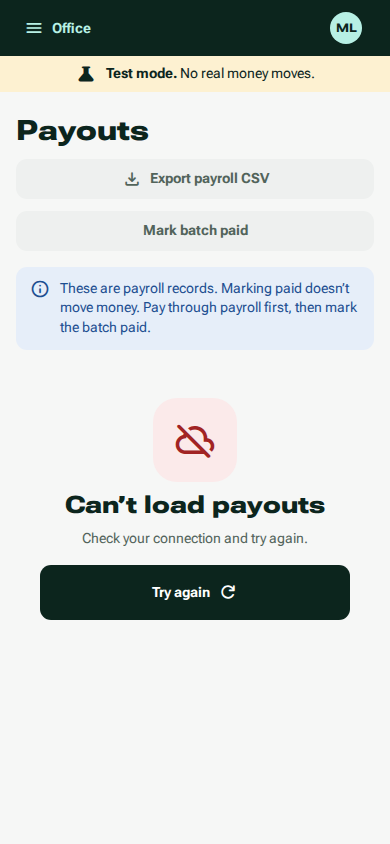 Office
ML
Test mode. No real money moves.
Payouts
Export payroll CSV
Mark batch paid
These are payroll records. Marking paid doesn’t
move money. Pay through payroll first, then mark
the batch paid.
Can’t load payouts
Check your connection and try again.
Try again